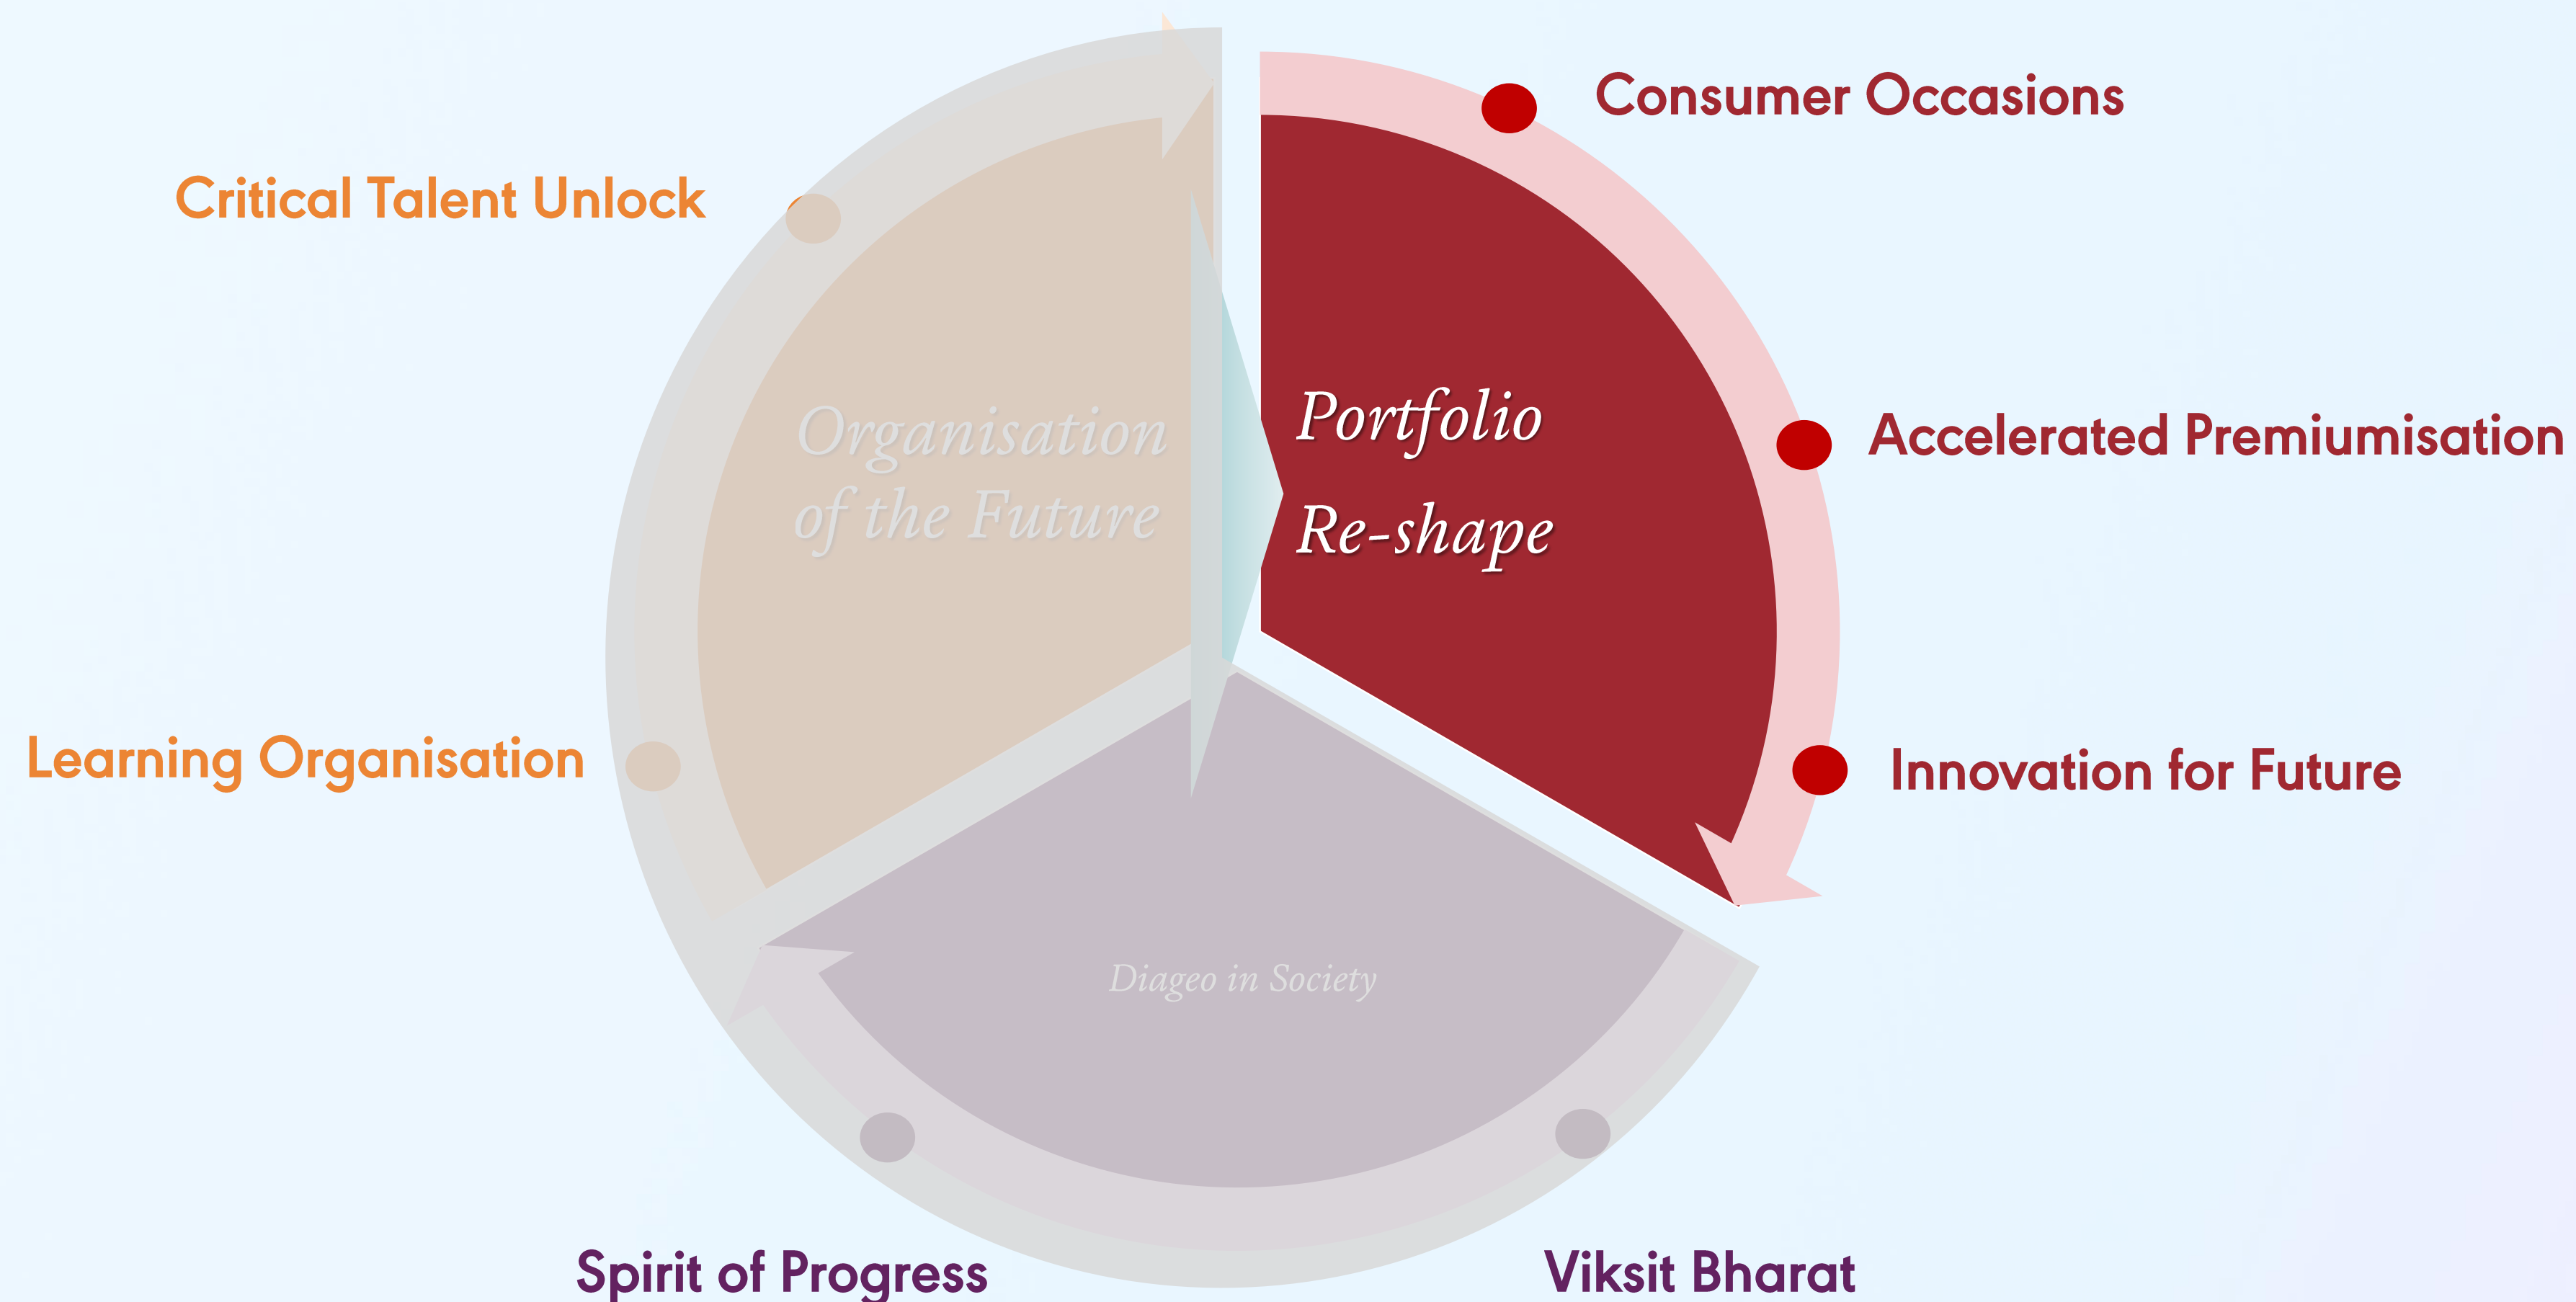 Consumer Occasions
Critical Talent Unlock
Organisation
of the Future
Portfolio
Re-shape
Accelerated Premiumisation
Learning Organisation
Innovation for Future
Diageo in Society
Spirit of Progress
Viksit Bharat